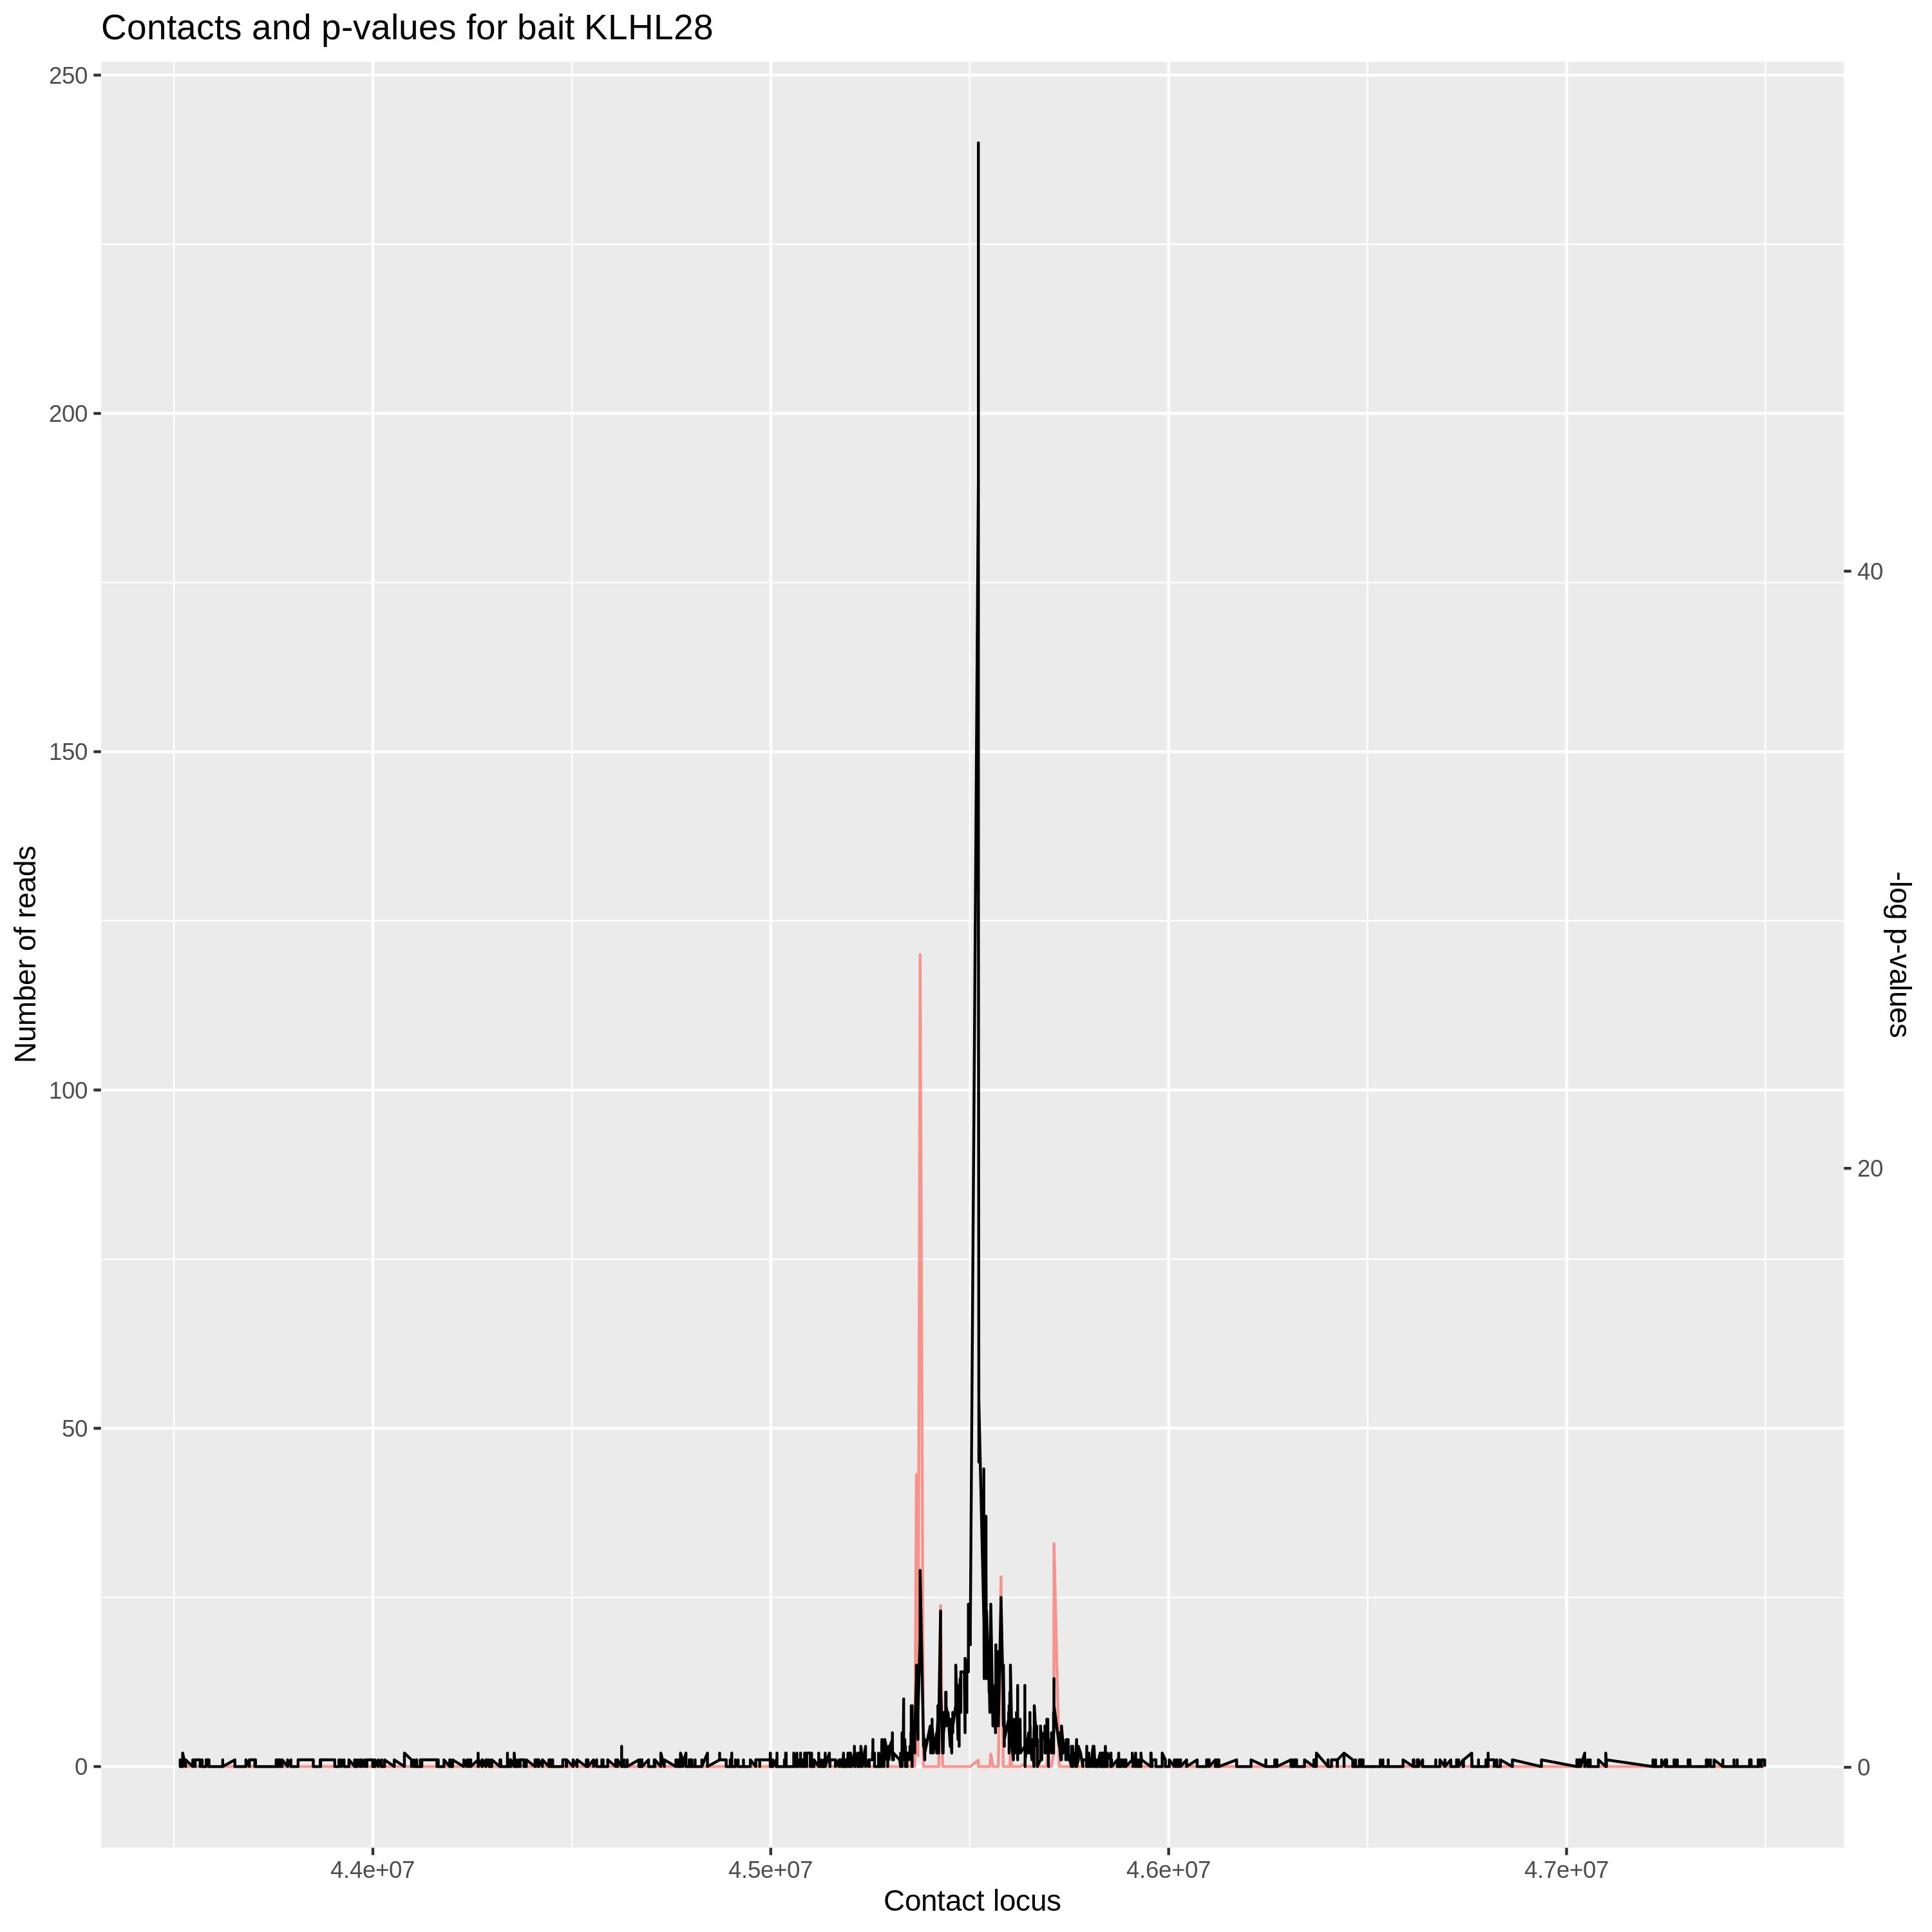 Contacts and p-values for bait KLHL28
250
200
150
100
50
0
Number of reads
40
20
0
-log p-values
4.4e+07
4.5e+07
4.6e+07
4.7e+07
Contact locus